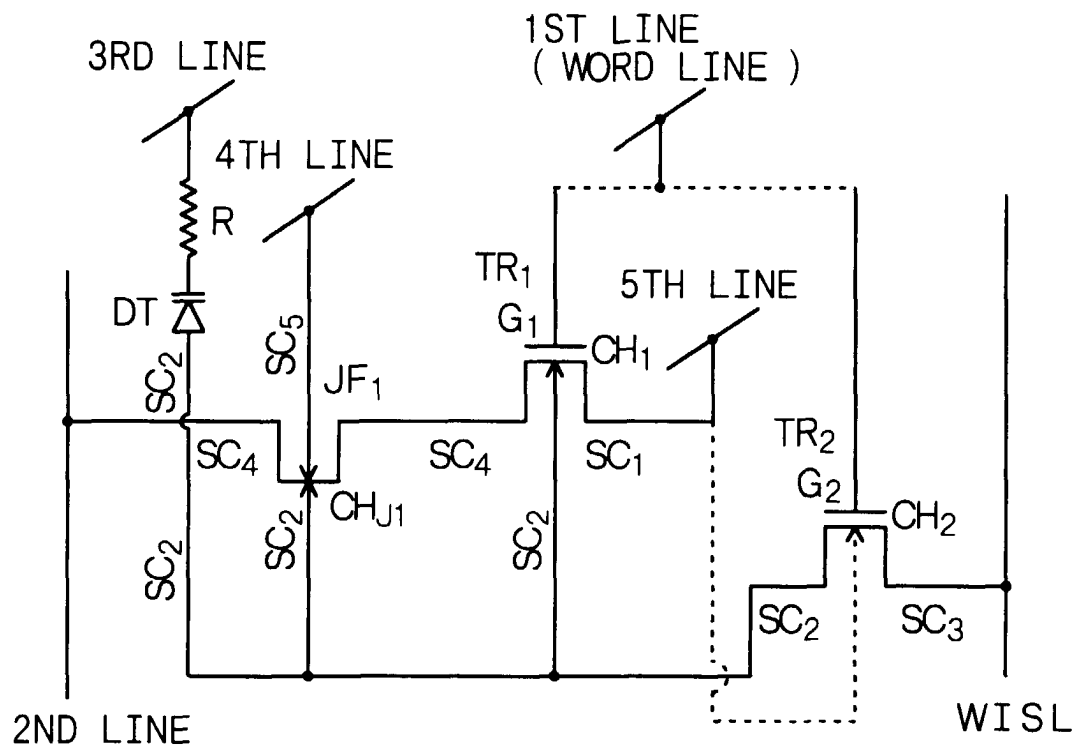 1ST LINE
( WORD LINE )
3RD LINE
4TH LINE
R
TR1
5TH LINE
DT
G1
SC5
CH1
SC2
JF1
TR2
SC4
SC4
SC1
G2
CH2
CHJ1
SC2
SC2
SC2
SC2
SC3
2ND LINE
WISL